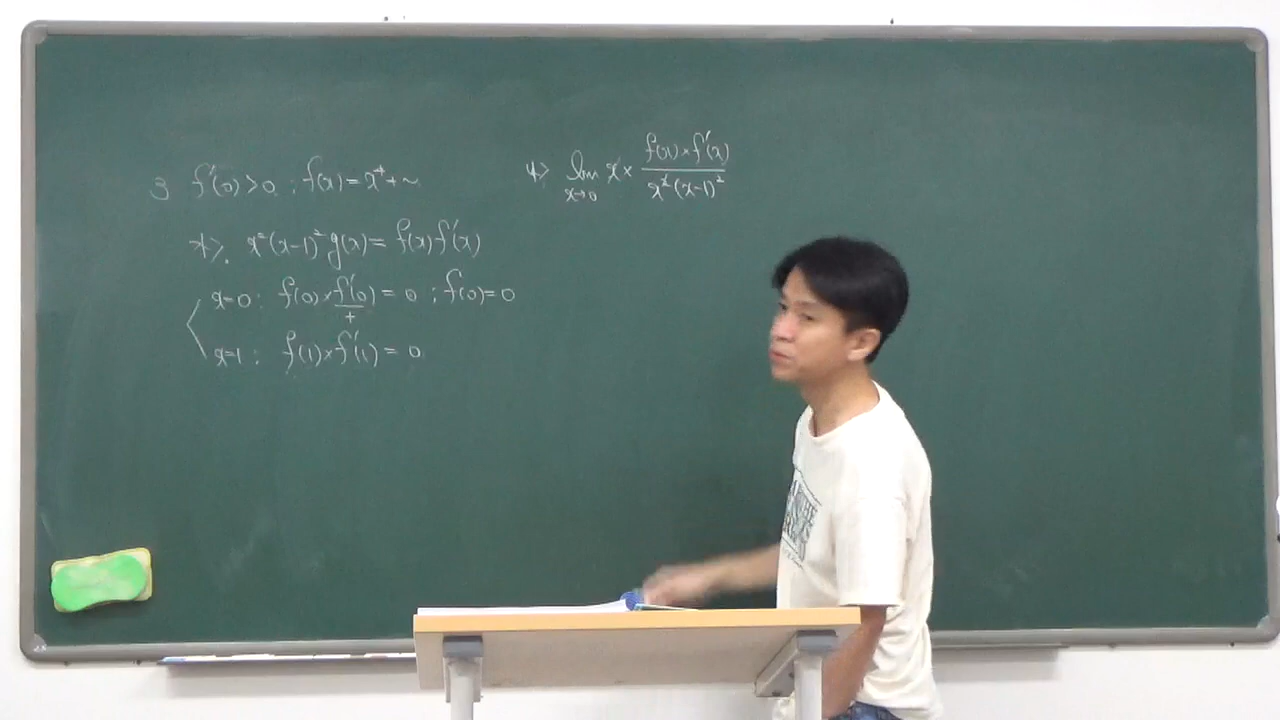 3 f'(0)>0 ; f(x)=x⁴+~
*). x²(x-1)²g(x)=f(x)f'(x)
x=0 : f(0)×f'(0)=0 ; f(0)=0
+
x=1 : f(1)×f'(1)=0
4> lim x→0 x× f(x)×f'(x) / x²(x-1)²